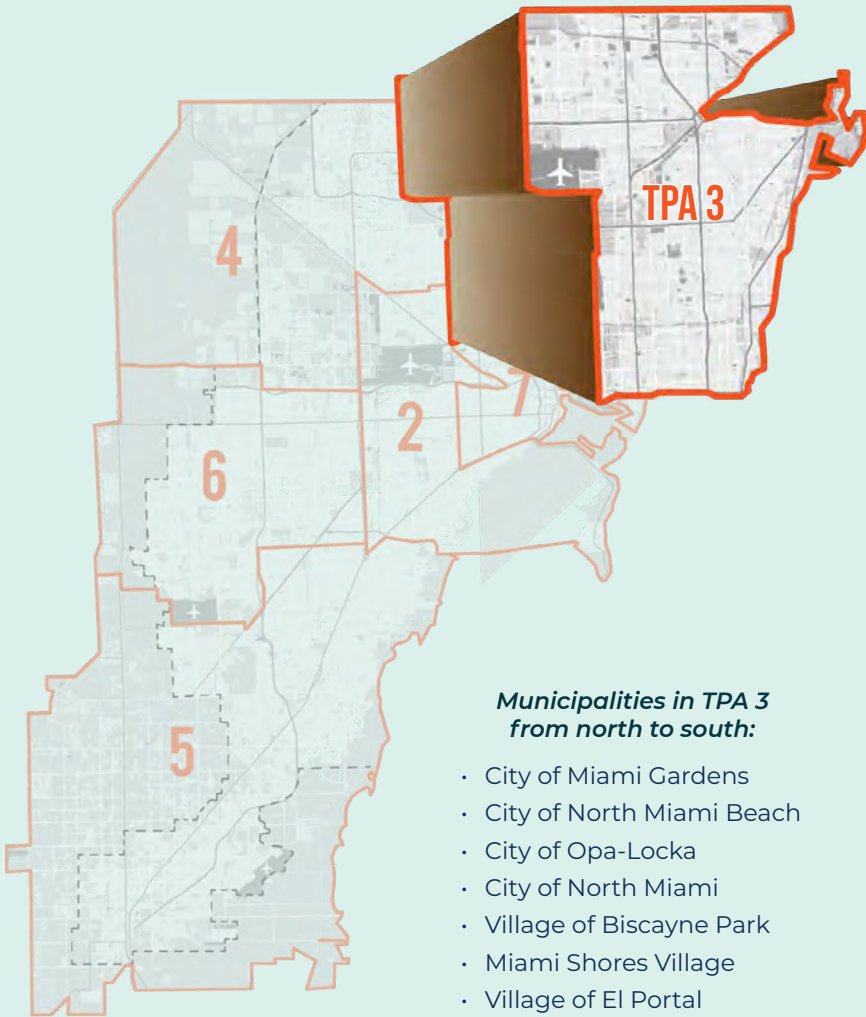 TPA 3
4
7
2
6
5
Municipalities in TPA 3
from north to south:
• City of Miami Gardens
• City of North Miami Beach
• City of Opa-Locka
• City of North Miami
• Village of Biscayne Park
• Miami Shores Village
• Village of El Portal